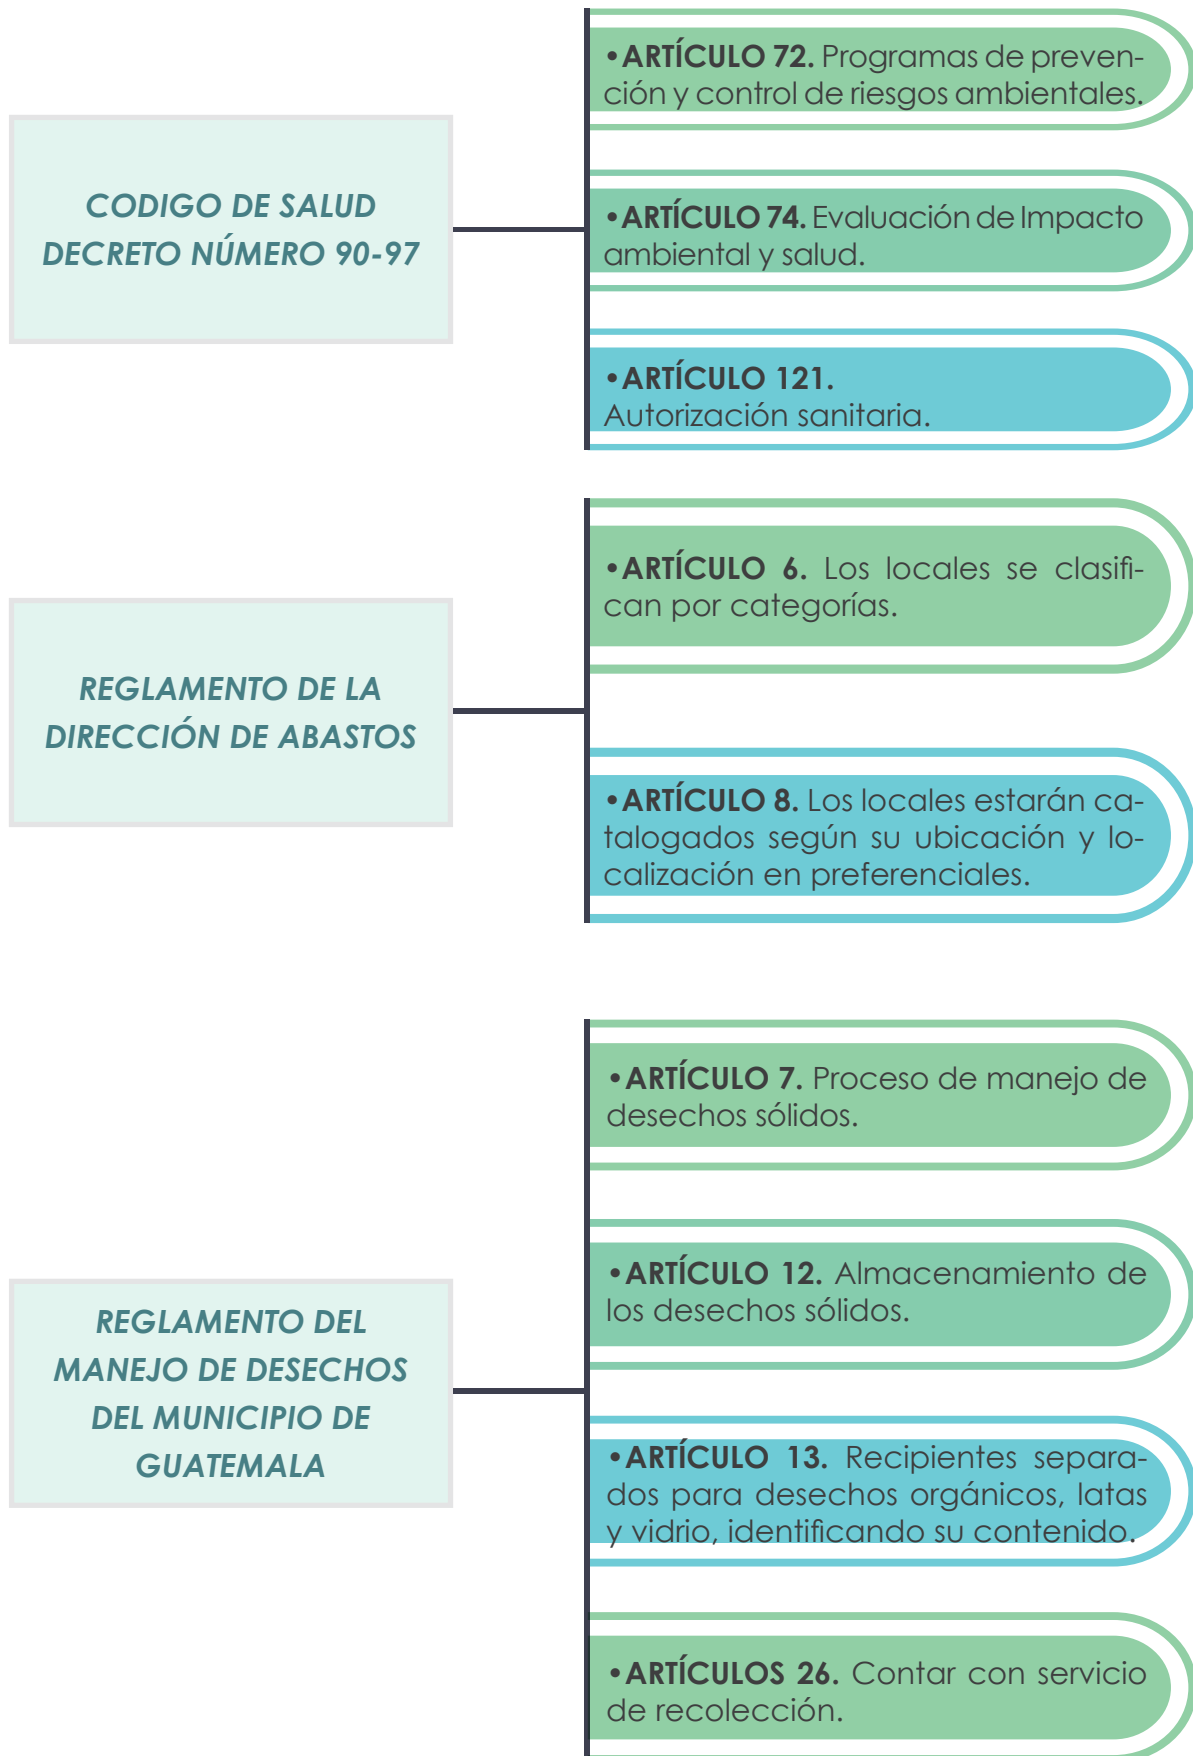 CODIGO DE SALUD
DECRETO NÚMERO 90-97
•ARTÍCULO 72. Programas de preven-
ción y control de riesgos ambientales.
•ARTÍCULO 74. Evaluación de Impacto
ambiental y salud.
•ARTÍCULO 121.
Autorización sanitaria.
REGLAMENTO DE LA
DIRECCIÓN DE ABASTOS
•ARTÍCULO 6. Los locales se clasifi-
can por categorías.
•ARTÍCULO 8. Los locales estarán ca-
talogados según su ubicación y lo-
calización en preferenciales.
REGLAMENTO DEL
MANEJO DE DESECHOS
DEL MUNICIPIO DE
GUATEMALA
•ARTÍCULO 7. Proceso de manejo de
desechos sólidos.
•ARTÍCULO 12. Almacenamiento de
los desechos sólidos.
•ARTÍCULO 13. Recipientes separa-
dos para desechos orgánicos, latas
y vidrio, identificando su contenido.
•ARTÍCULOS 26. Contar con servicio
de recolección.